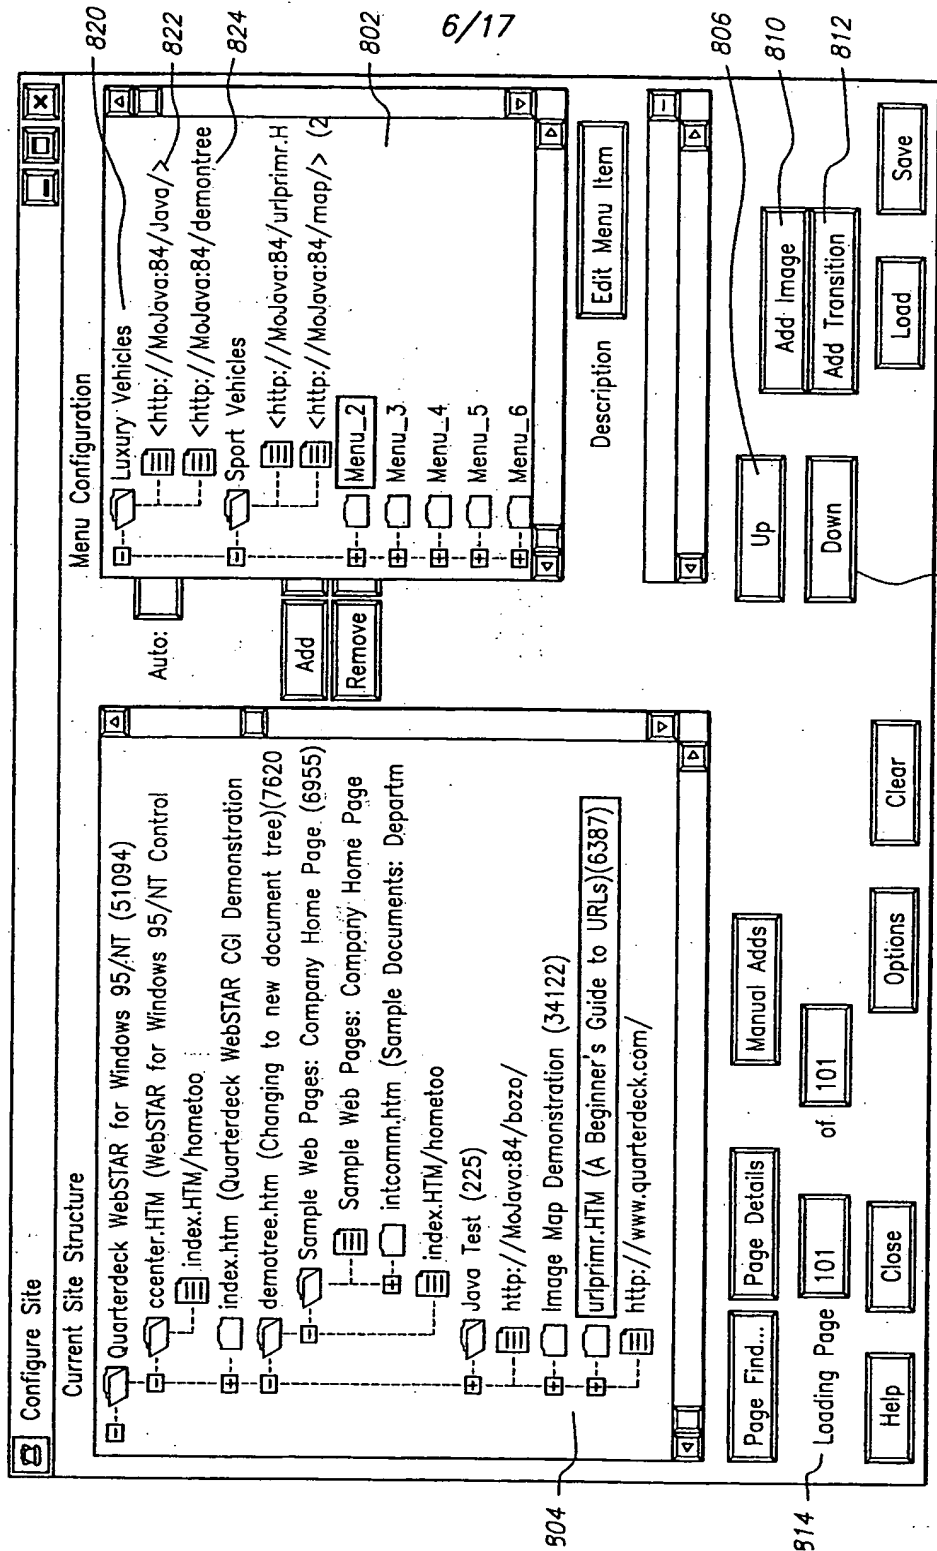 6/17
Configure Site
Current Site Structure
Quarterdeck WebSTAR for Windows 95/NT (51094)
ccenter.HTM (WebSTAR for Windows 95/NT Control
index.HTM/hometoo
index.htm (Quarterdeck WebSTAR CGI Demonstration
demotree.htm (Changing to new document tree)(7620
Sample Web Pages: Company Home Page (6955)
Sample Web Pages: Company Home Page
intcomm.htm (Sample Documents: Departm
index.HTM/hometoo
Java Test (225)
http://MoJava:84/bozo/
Image Map Demonstration (34122)
urlprimr.HTM (A Beginner's Guide to URLs)(6387)
http://www.quarterdeck.com/
804
Auto:
Add
Remove
Menu Configuration
Luxury Vehicles
<http://MoJava:84/Java/>
<http://MoJava:84/demontree
Sport Vehicles
<http://MoJava:84/urlprimr.H
<http://MoJava:84/map/> (2
Menu_2
Menu_3
Menu_4
Menu_5
Menu_6
820
822
824
802
Description
Edit Menu Item
Page Find...
Page Details
Manual Adds
Up
806
Add Image
810
814
Loading Page
101
of
101
Down
Add Transition
812
Help
Close
Options
Clear
Load
Save